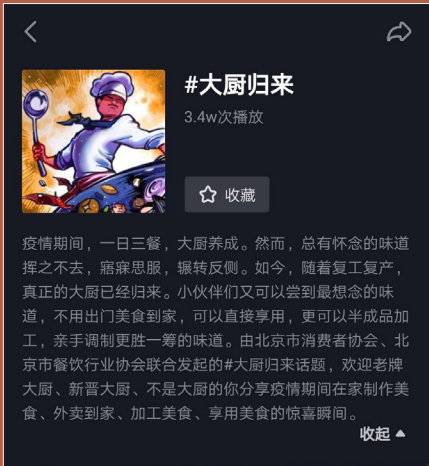 #大厨归来
3.4w次播放
收藏
疫情期间，一日三餐，大厨养成。然而，总有怀念的味道
挥之不去，寤寐思服，辗转反侧。如今，随着复工复产，
真正的大厨已经归来。小伙伴们又可以尝到最想念的味
道，不用出门美食到家，可以直接享用，更可以半成品加
工，亲手调制更胜一筹的味道。由北京市消费者协会、北
京市餐饮行业协会联合发起的#大厨归来话题，欢迎老牌
大厨、新晋大厨、不是大厨的你分享疫情期间在家制作美
食、外卖到家、加工美食、享用美食的惊喜瞬间。
收起